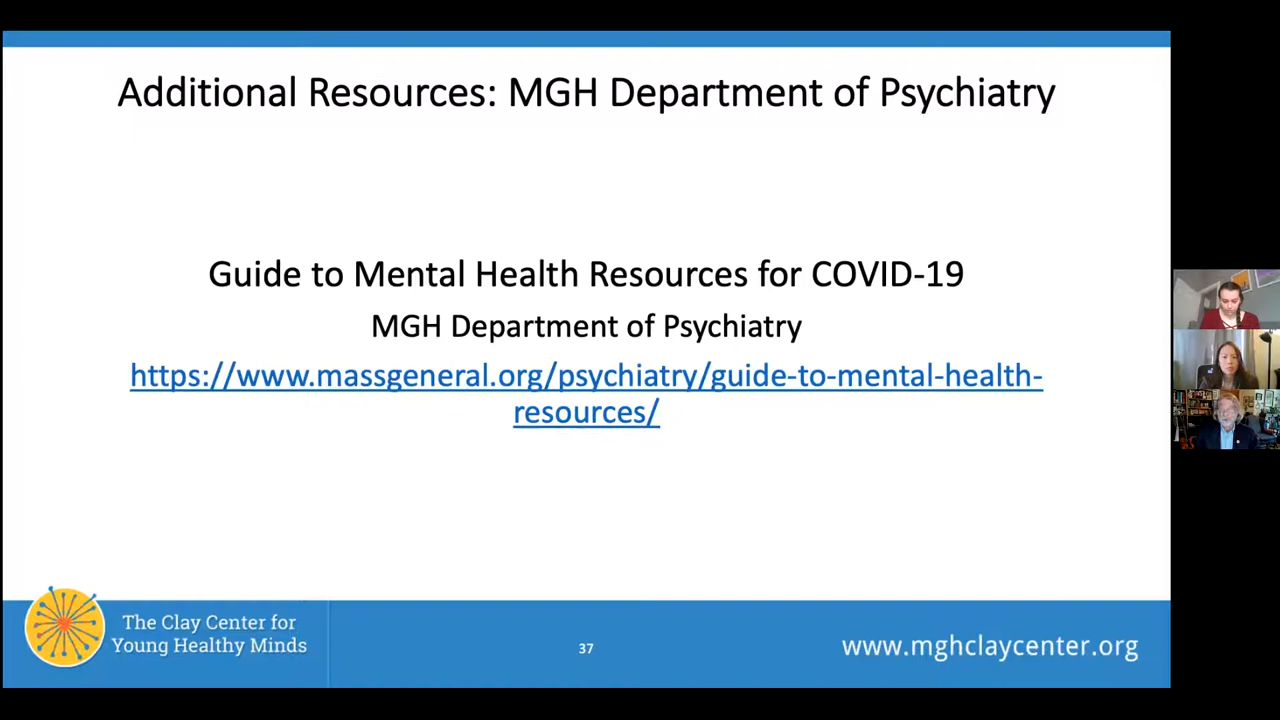 Additional Resources: MGH Department of Psychiatry
Guide to Mental Health Resources for COVID-19
MGH Department of Psychiatry
https://www.massgeneral.org/psychiatry/guide-to-mental-health-
resources/
The Clay Center for
Young Healthy Minds
37
www.mghclaycenter.org